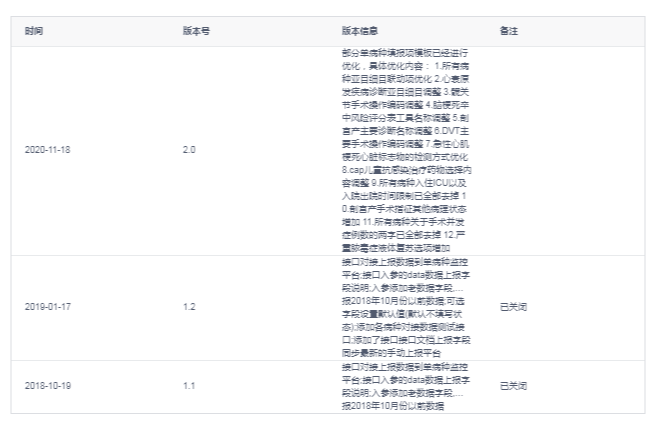 时间 版本号 版本信息 备注
部分单病种填报项模板已经进行
优化，具体优化内容： 1.所有病
种亚目细目联动项优化 2.心衰原
发疾病诊断亚目细目调整 3.髋关
节手术操作编码调整 4.脑梗死卒
中风险评分表工具名称调整 5.剖
宫产主要诊断名称调整 6.DVT主
要手术操作编码调整 7.急性心肌
梗死心脏标志物的检测方式优化
8.cap儿童抗感染治疗药物选择内
容调整 9.所有病种入住ICU以及
入院出院时间限制已全部去掉 1
0.剖宫产手术指征其他病理状态
增加 11.所有病种关于手术并发
症例数的两字已全部去掉 12.严
重脓毒症液体复苏选项增加
2020-11-18 2.0
接口对接上报数据到单病种监控
平台;接口入参的data数据上报字
段说明;入参添加老数据字段,...
报2018年10月份以前数据;可选
字段设置默认值(默认不填写状
态);添加各病种对接数据测试接
口;添加了接口接口文档上报字段
同步最新的手动上报平台
2019-01-17 1.2 已关闭
接口对接上报数据到单病种监控
平台;接口入参的data数据上报字
段说明;入参添加老数据字段,...
报2018年10月份以前数据
2018-10-19 1.1 已关闭